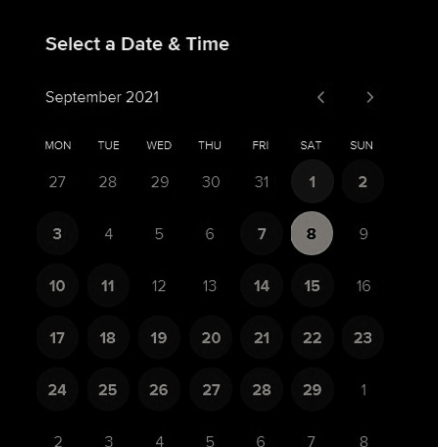 Select a Date & Time
September 2021
MON TUE WED THU FRI SAT SUN
27 28 29 30 31 1 2
3 4 5 6 7 8 9
10 11 12 13 14 15 16
17 18 19 20 21 22 23
24 25 26 27 28 29 1
2 3 4 5 6 7 8